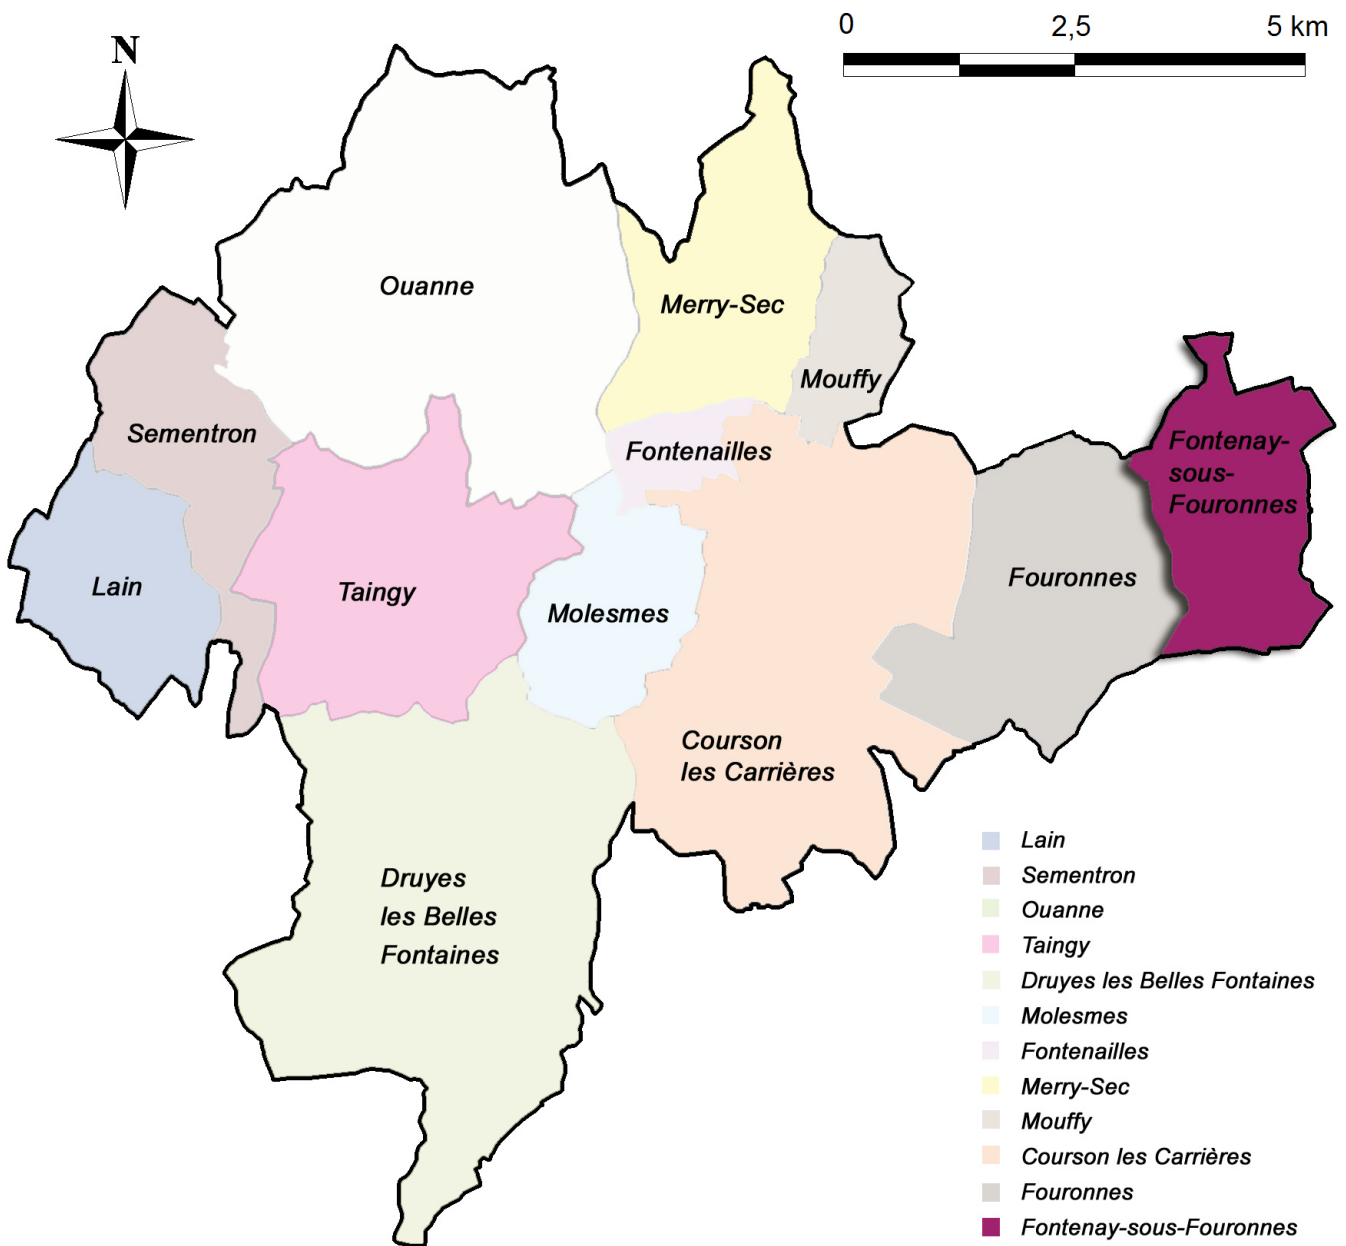 N
0 2,5 5 km
Ouanne
Merry-Sec
Mouffy
Sementron
Fontenailles
Fontenay-
sous-
Fouronnes
Lain
Taingy
Molesmes
Fouronnes
Courson
les Carrières
Druyes
les Belles
Fontaines
Lain
Sementron
Ouanne
Taingy
Druyes les Belles Fontaines
Molesmes
Fontenailles
Merry-Sec
Mouffy
Courson les Carrières
Fouronnes
Fontenay-sous-Fouronnes